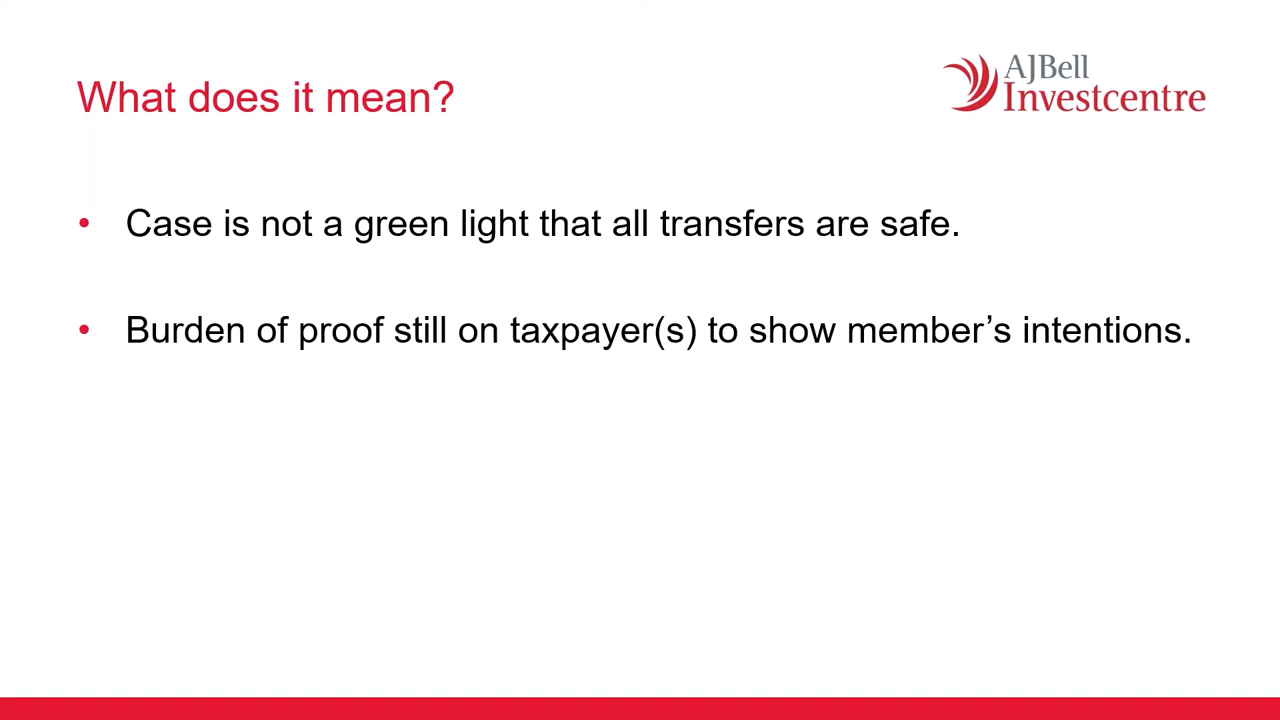 What does it mean?
AJBell
Investcentre
• Case is not a green light that all transfers are safe.
• Burden of proof still on taxpayer(s) to show member’s intentions.